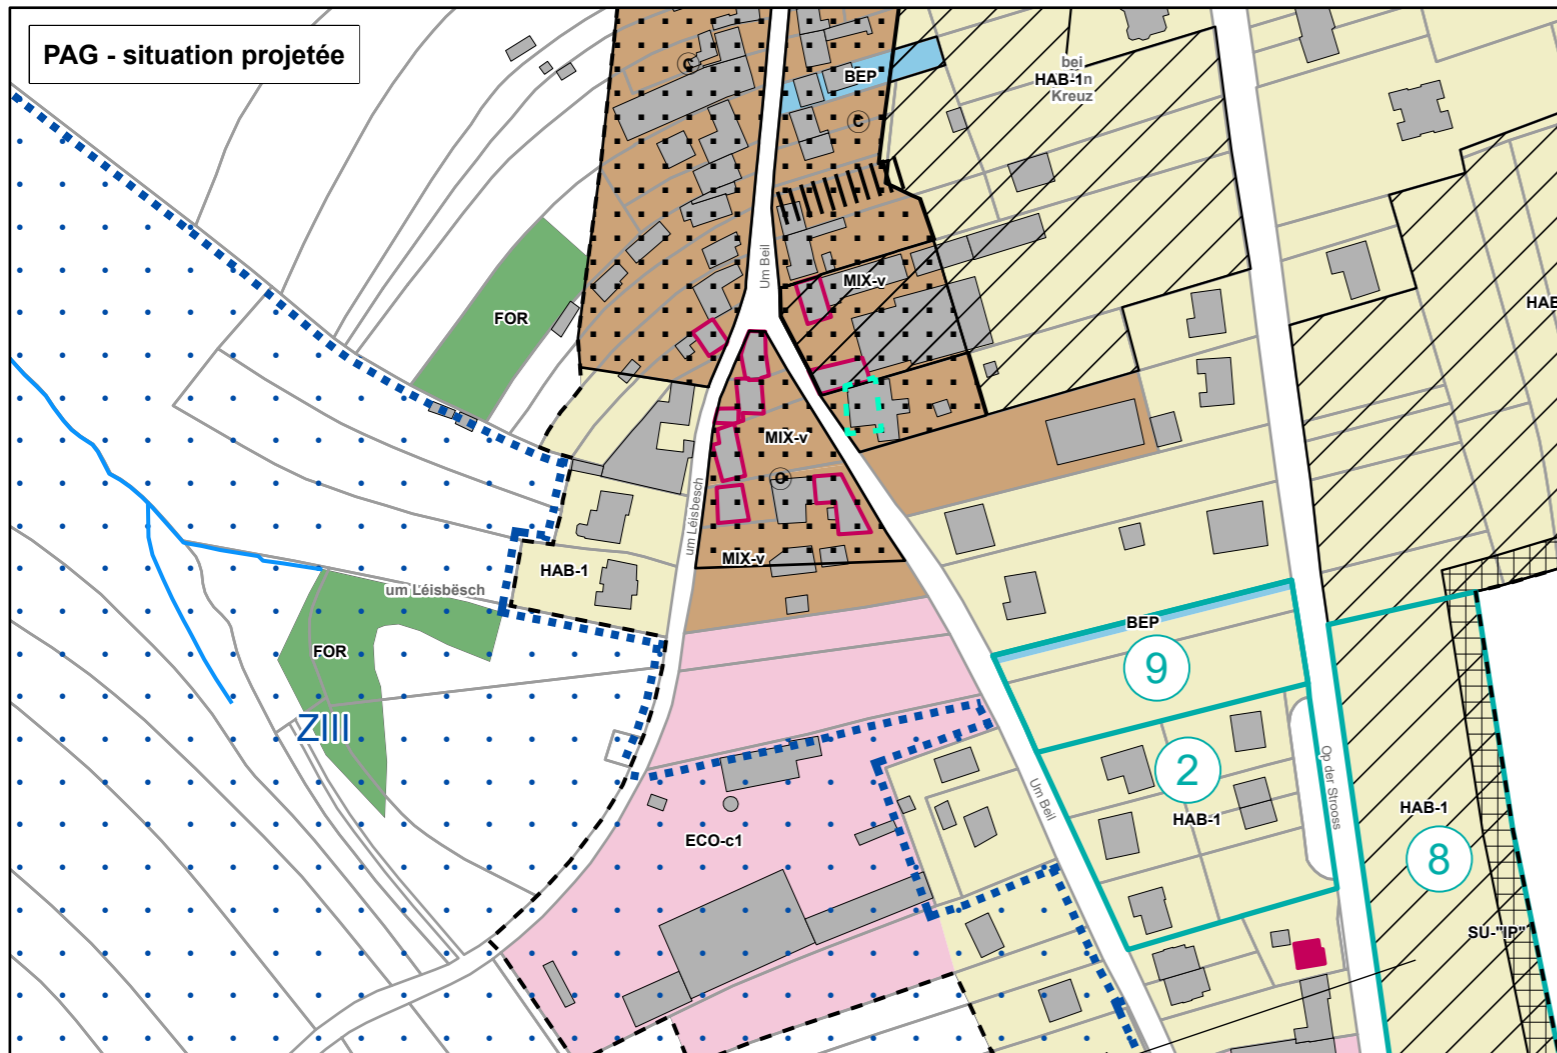 PAG - situation projetée
C
BEP
bei
HAB-1
Kreuz
C
Um Beil
MIX-v
HAB
FOR
MIX-v
C
um Léisbesch
MIX-v
HAB-1
um Léisbësch
BEP
FOR
9
ZIII
2
Um Beil
Op der Strooss
HAB-1
HAB-1
ECO-c1
8
SU-"IP"